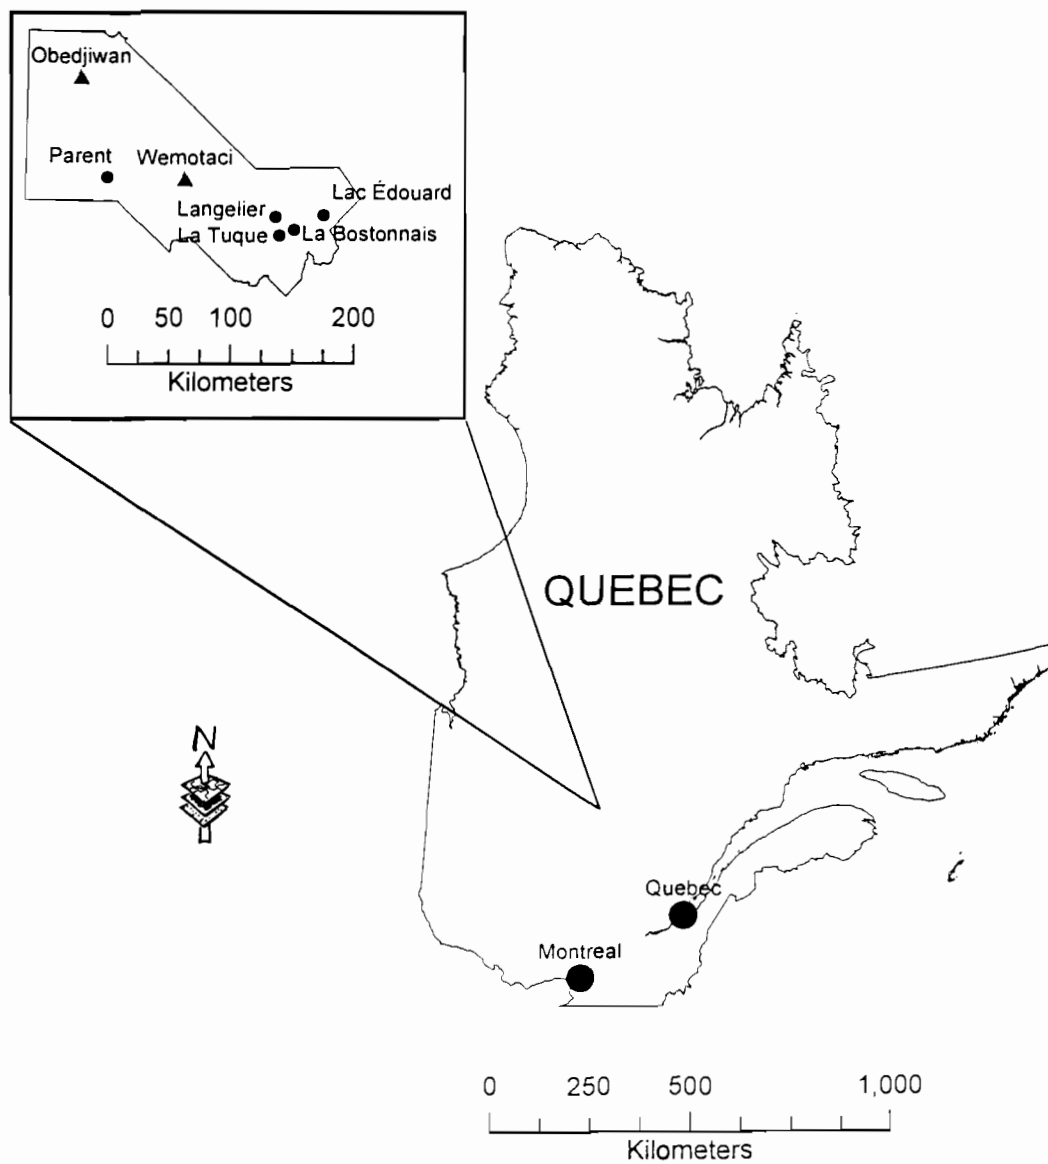 Obedjiwan
Parent Wemotaci
Lac Édouard
Langelier
La Tuque La Bostonnais
0 50 100 200
Kilometers
QUEBEC
N
Quebec
Montreal
0 250 500 1,000
Kilometers